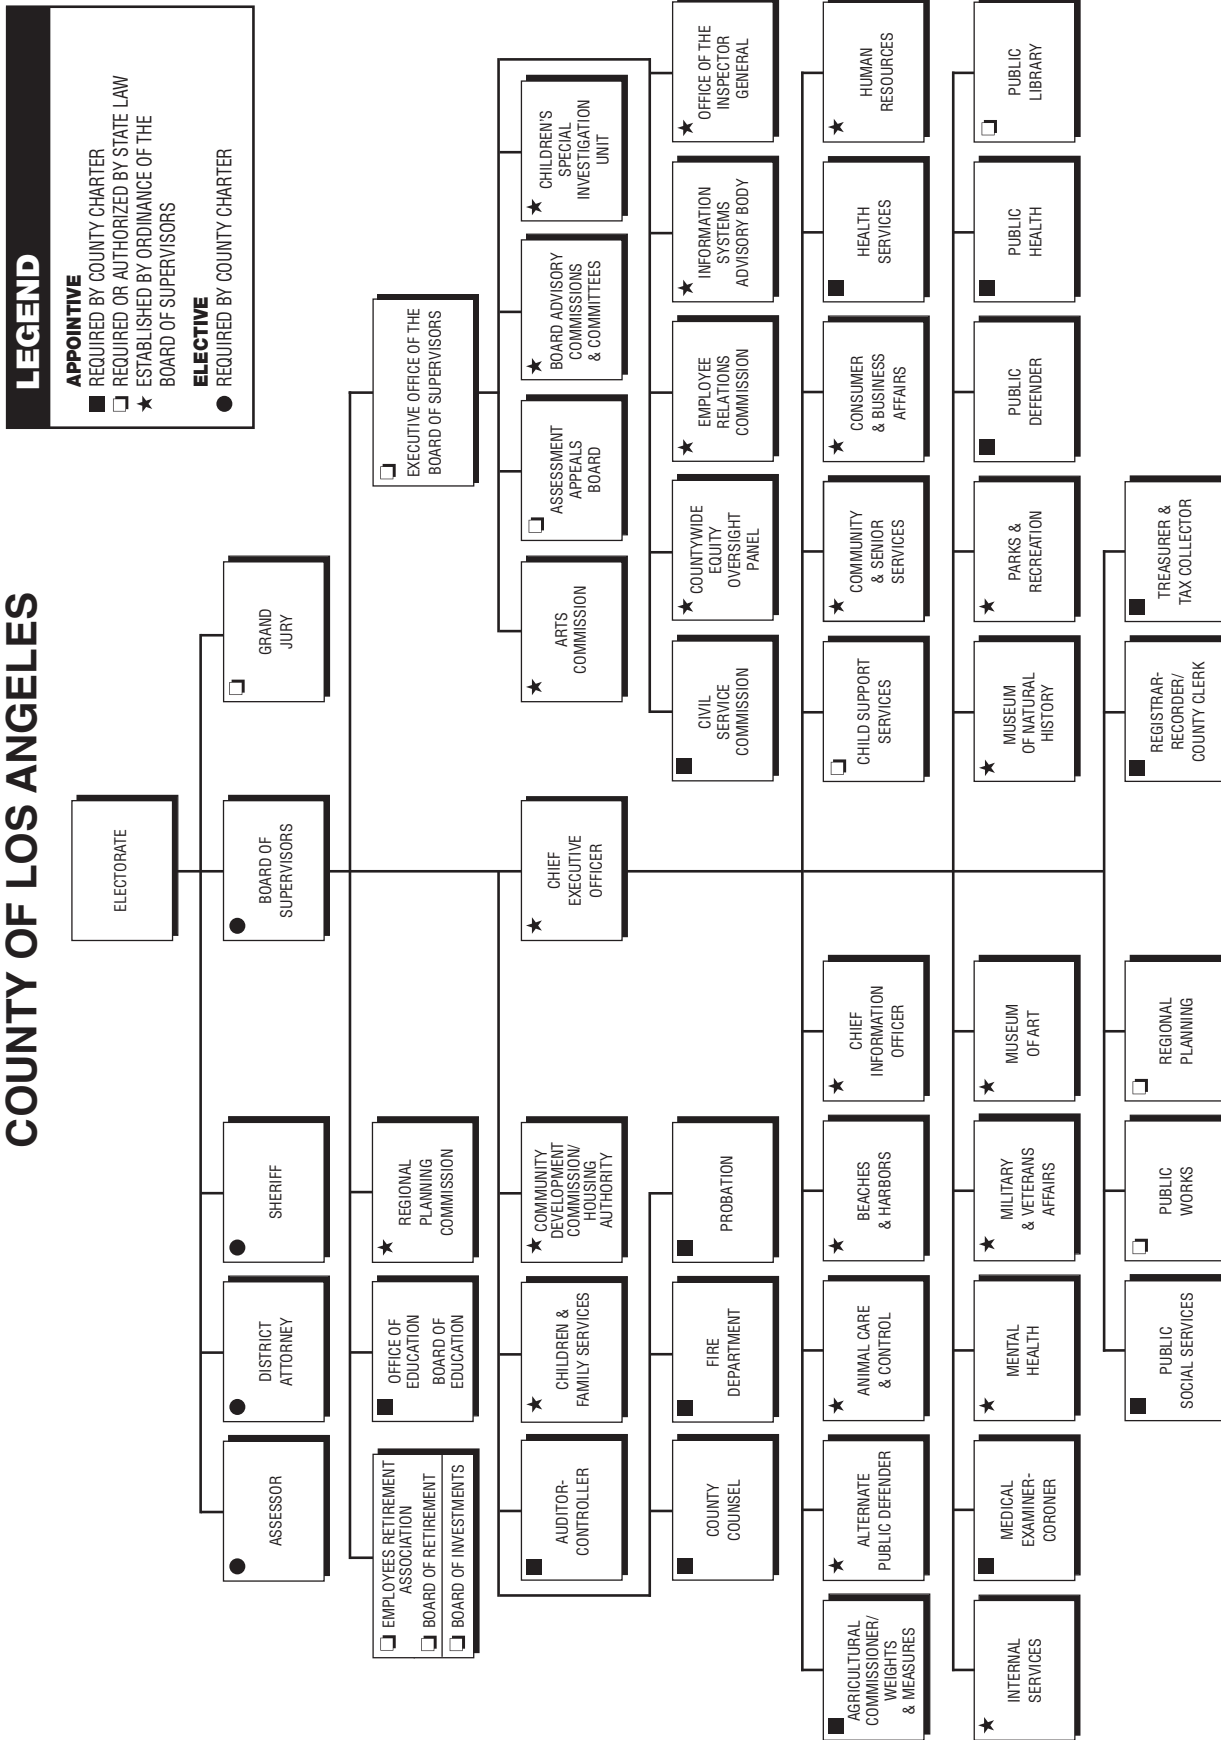 COUNTY OF LOS ANGELES
LEGEND
APPOINTIVE
■ REQUIRED BY COUNTY CHARTER
❏ REQUIRED OR AUTHORIZED BY STATE LAW
★ ESTABLISHED BY ORDINANCE OF THE
BOARD OF SUPERVISORS
ELECTIVE
● REQUIRED BY COUNTY CHARTER
ELECTORATE
● ASSESSOR
● DISTRICT
ATTORNEY
● SHERIFF
● BOARD OF
SUPERVISORS
❏ GRAND
JURY
❏ EMPLOYEES RETIREMENT
ASSOCIATION
❏ BOARD OF RETIREMENT
❏ BOARD OF INVESTMENTS
■ OFFICE OF
EDUCATION
BOARD OF
EDUCATION
★ REGIONAL
PLANNING
COMMISSION
❏ EXECUTIVE OFFICE OF THE
BOARD OF SUPERVISORS
■ AUDITOR-
CONTROLLER
★ CHILDREN &
FAMILY SERVICES
★ COMMUNITY
DEVELOPMENT
COMMISSION/
HOUSING
AUTHORITY
★ CHIEF
EXECUTIVE
OFFICER
★ ARTS
COMMISSION
❏ ASSESSMENT
APPEALS
BOARD
★ BOARD ADVISORY
COMMISSIONS
& COMMITTEES
★ CHILDREN'S
SPECIAL
INVESTIGATION
UNIT
■ COUNTY
COUNSEL
■ FIRE
DEPARTMENT
■ PROBATION
■ CIVIL
SERVICE
COMMISSION
★ COUNTYWIDE
EQUITY
OVERSIGHT
PANEL
★ EMPLOYEE
RELATIONS
COMMISSION
★ INFORMATION
SYSTEMS
ADVISORY BODY
★ OFFICE OF THE
INSPECTOR
GENERAL
■ AGRICULTURAL
COMMISSIONER/
WEIGHTS
& MEASURES
★ ALTERNATE
PUBLIC DEFENDER
★ ANIMAL CARE
& CONTROL
★ BEACHES
& HARBORS
★ CHIEF
INFORMATION
OFFICER
❏ CHILD SUPPORT
SERVICES
★ COMMUNITY
& SENIOR
SERVICES
★ CONSUMER
& BUSINESS
AFFAIRS
■ HEALTH
SERVICES
★ HUMAN
RESOURCES
★ INTERNAL
SERVICES
■ MEDICAL
EXAMINER-
CORONER
★ MENTAL
HEALTH
★ MILITARY
& VETERANS
AFFAIRS
★ MUSEUM
OF ART
★ MUSEUM
OF NATURAL
HISTORY
★ PARKS &
RECREATION
■ PUBLIC
DEFENDER
■ PUBLIC
HEALTH
❏ PUBLIC
LIBRARY
■ PUBLIC
SOCIAL SERVICES
❏ PUBLIC
WORKS
❏ REGIONAL
PLANNING
■ REGISTRAR-
RECORDER/
COUNTY CLERK
■ TREASURER &
TAX COLLECTOR